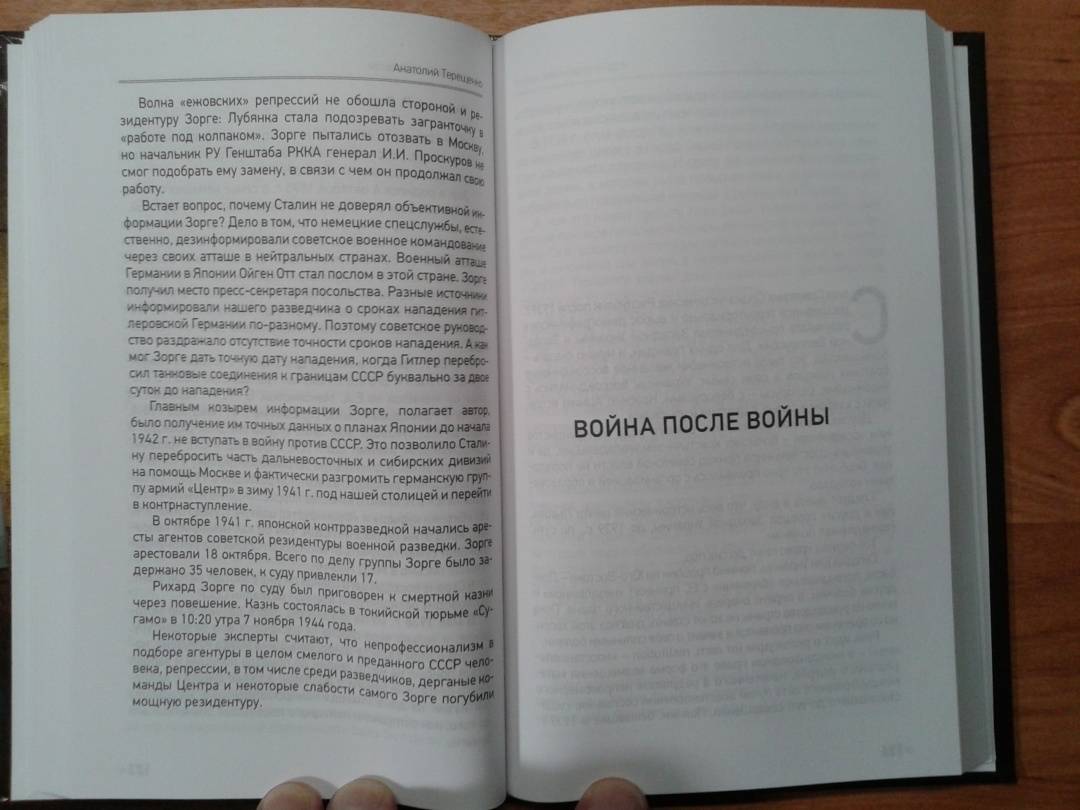 Анатолий Терещенко
Волна «ежовских» репрессий не обошла стороной и ре-
зидентуру Зорге: Лубянка стала подозревать загранточку в
«работе под колпаком». Зорге пытались отозвать в Москву,
но начальник РУ Генштаба РККА генерал И.И. Проскуров не
смог подобрать ему замену, в связи с чем он продолжал свою
работу.
Встает вопрос, почему Сталин не доверял объективной ин-
формации Зорге? Дело в том, что немецкие спецслужбы, есте-
ственно, дезинформировали советское военное командование
через своих атташе в нейтральных странах. Военный атташе
Германии в Японии Ойген Отт стал послом в этой стране. Зорге
получил место пресс-секретаря посольства. Разные источники
информировали нашего разведчика о сроках нападения гит-
леровской Германии по-разному. Поэтому советское руковод-
ство раздражало отсутствие точности сроков нападения. А как
мог Зорге дать точную дату нападения, когда Гитлер перебро-
сил танковые соединения к границам СССР буквально за двое
суток до нападения?
Главным козырем информации Зорге, полагает автор,
было получение им точных данных о планах Японии до начала
1942 г. не вступать в войну против СССР. Это позволило Стали-
ну перебросить часть дальневосточных и сибирских дивизий
на помощь Москве и фактически разгромить германскую груп-
пу армий «Центр» в зиму 1941 г. под нашей столицей и перейти
в контрнаступление.
В октябре 1941 г. японской контрразведкой начались аре-
сты агентов советской резидентуры военной разведки. Зорге
арестовали 18 октября. Всего по делу группы Зорге было за-
держано 35 человек, к суду привлекли 17.
Рихард Зорге по суду был приговорен к смертной казни
через повешение. Казнь состоялась в токийской тюрьме «Су-
гамо» в 10:20 утра 7 ноября 1944 года.
Некоторые эксперты считают, что непрофессионализм в
подборе агентуры в целом смелого и преданного СССР чело-
века, репрессии, в том числе среди разведчиков, дерганые ко-
манды Центра и некоторые слабости самого Зорге погубили
мощную резидентуру.
ВОЙНА ПОСЛЕ ВОЙНЫ